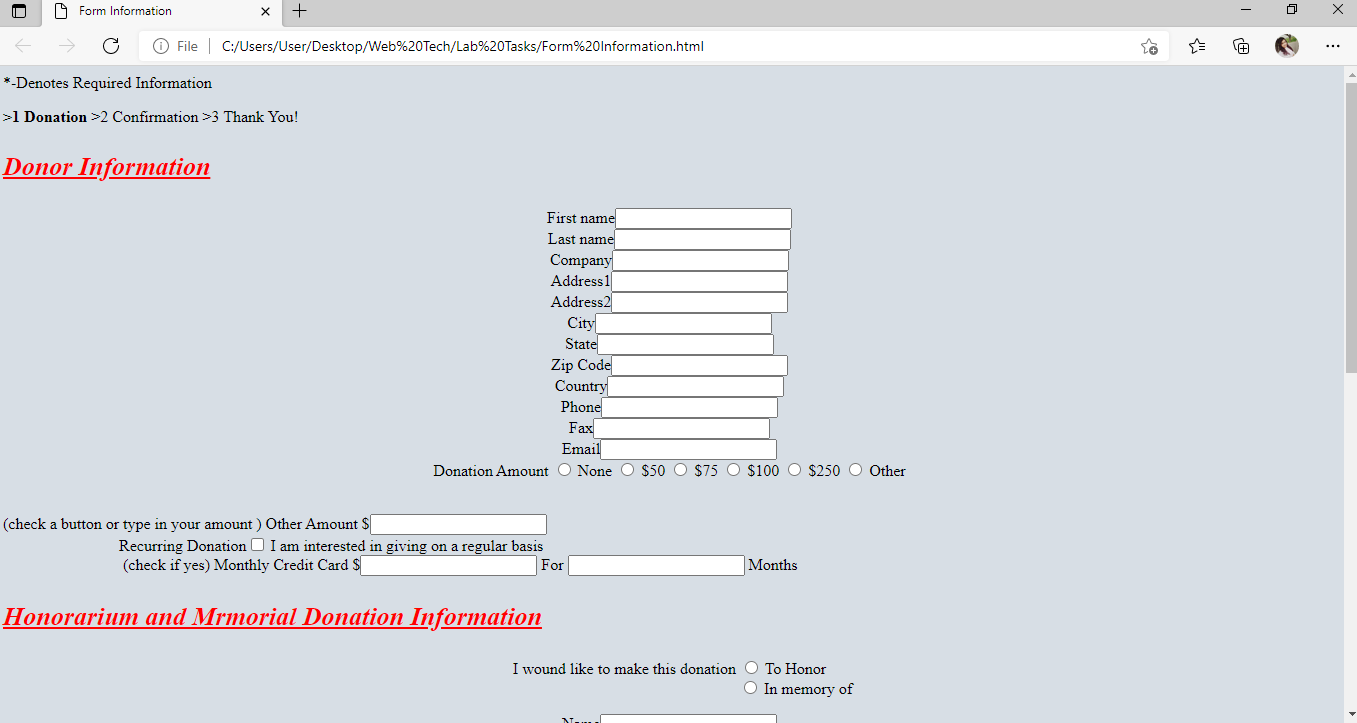 Form Information
File C:/Users/User/Desktop/Web%20Tech/Lab%20Tasks/Form%20Information.html
*-Denotes Required Information
>1 Donation >2 Confirmation >3 Thank You!
Donor Information
First name
Last name
Company
Address1
Address2
City
State
Zip Code
Country
Phone
Fax
Email
Donation Amount None $50 $75 $100 $250 Other
(check a button or type in your amount ) Other Amount $
Recurring Donation I am interested in giving on a regular basis
(check if yes) Monthly Credit Card $ For Months
Honorarium and Mrmorial Donation Information
I wound like to make this donation To Honor
In memory of
Name